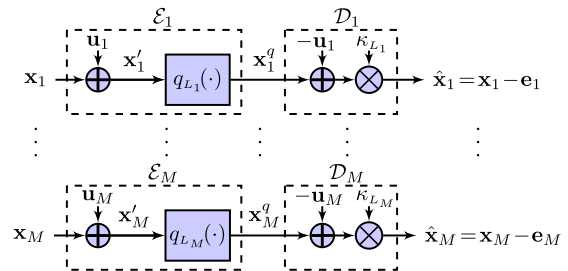 ℰ₁ 𝒟₁
u₁ −u₁ κ_{L₁}
x₁ x′₁ q_{L₁}(·) x₁^q x̂₁ = x₁ − e₁
⋮ ⋮ ⋮ ⋮ ⋮
ℰ_M 𝒟_M
u_M −u_M κ_{L_M}
x_M x′_M q_{L_M}(·) x_M^q x̂_M = x_M − e_M